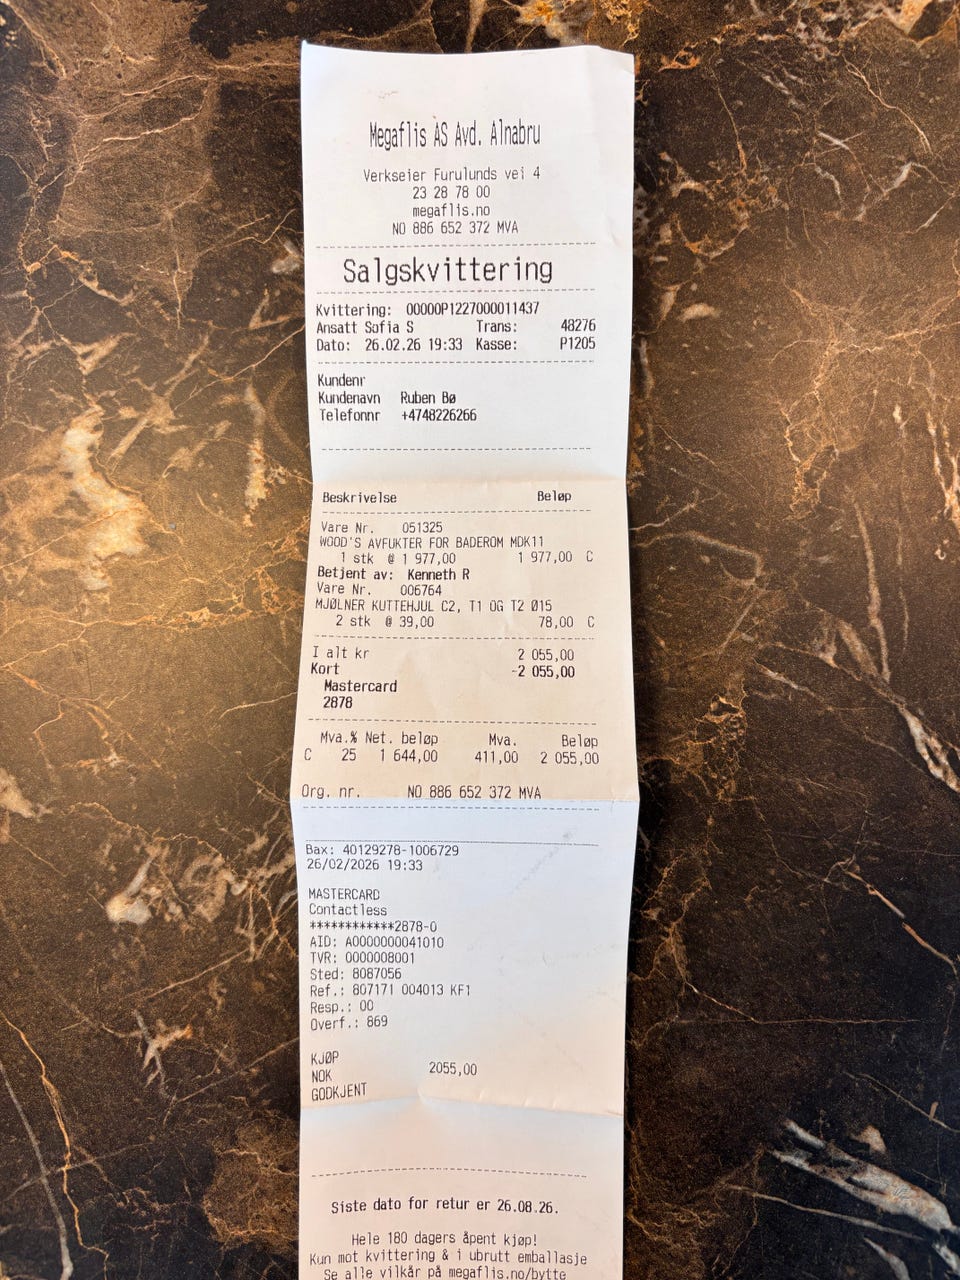 Megaflis AS Avd. Alnabru
Verkseier Furulunds vei 4
23 28 78 00
megaflis.no
NO 886 652 372 MVA
Salgskvittering
Kvittering: 00000P1227000011437
Ansatt Sofia S Trans: 48276
Dato: 26.02.26 19:33 Kasse: P1205
Kundenr
Kundenavn Ruben Bø
Telefonnr +4748226266
Beskrivelse Beløp
Vare Nr. 051325
WOOD'S AVFUKTER FOR BADEROM MDK11
1 stk @ 1 977,00 1 977,00 C
Betjent av: Kenneth R
Vare Nr. 006764
MJØLNER KUTTEHJUL C2, T1 OG T2 Ø15
2 stk @ 39,00 78,00 C
I alt kr 2 055,00
Kort -2 055,00
Mastercard
2878
Mva.% Net. beløp Mva. Beløp
C 25 1 644,00 411,00 2 055,00
Org. nr. NO 886 652 372 MVA
Bax: 40129278-1006729
26/02/2026 19:33
MASTERCARD
Contactless
************2878-0
AID: A0000000041010
TVR: 0000008001
Sted: 8087056
Ref.: 807171 004013 KF1
Resp.: 00
Overf.: 869
KJØP
NOK 2055,00
GODKJENT
Siste dato for retur er 26.08.26.
Hele 180 dagers åpent kjøp!
Kun mot kvittering & i ubrutt emballasje
Se alle vilkår på megaflis.no/bytte